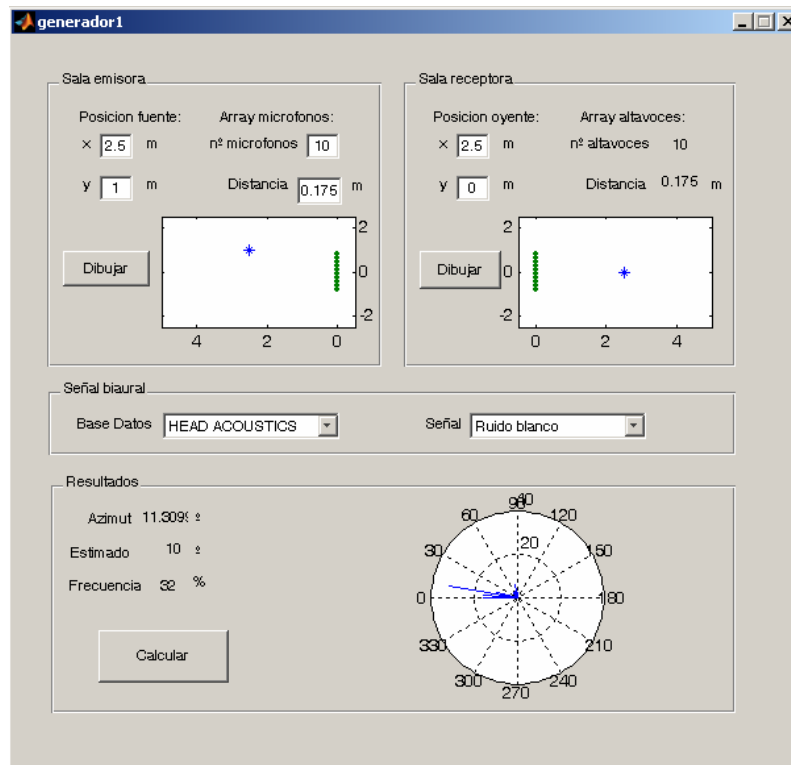 generador1
Sala emisora
Posicion fuente:
Array microfonos:
x 2.5 m
nº microfonos 10
y 1 m
Distancia 0.175 m
Dibujar
2
0
-2
4 2 0
Sala receptora
Posicion oyente:
Array altavoces:
x 2.5 m
nº altavoces 10
y 0 m
Distancia 0.175 m
Dibujar
2
0
-2
0 2 4
Señal biaural
Base Datos HEAD ACOUSTICS
Señal Ruido blanco
Resultados
Azimut 11.309 º
Estimado 10 º
Frecuencia 32 %
Calcular
90
40
60
120
20
30
150
0
180
330
210
300
240
270